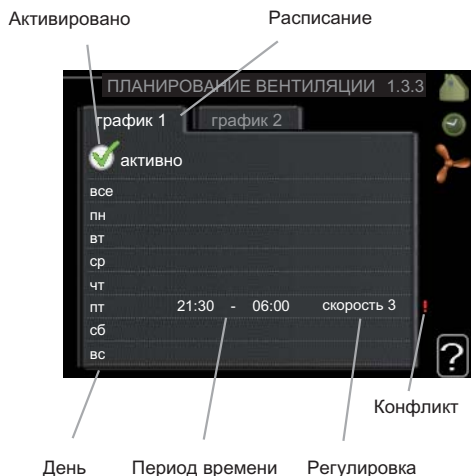 Активировано
Расписание
ПЛАНИРОВАНИЕ ВЕНТИЛЯЦИИ 1.3.3
график 1
график 2
активно
все
пн
вт
ср
чт
пт 21:30 - 06:00 скорость 3 !
сб
вс
?
Конфликт
День Период времени Регулировка